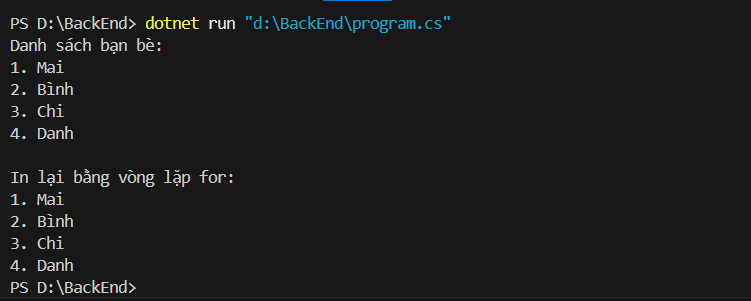 PS D:\BackEnd> dotnet run "d:\BackEnd\program.cs"
Danh sách bạn bè:
1. Mai
2. Bình
3. Chi
4. Danh
In lại bằng vòng lặp for:
1. Mai
2. Bình
3. Chi
4. Danh
PS D:\BackEnd>